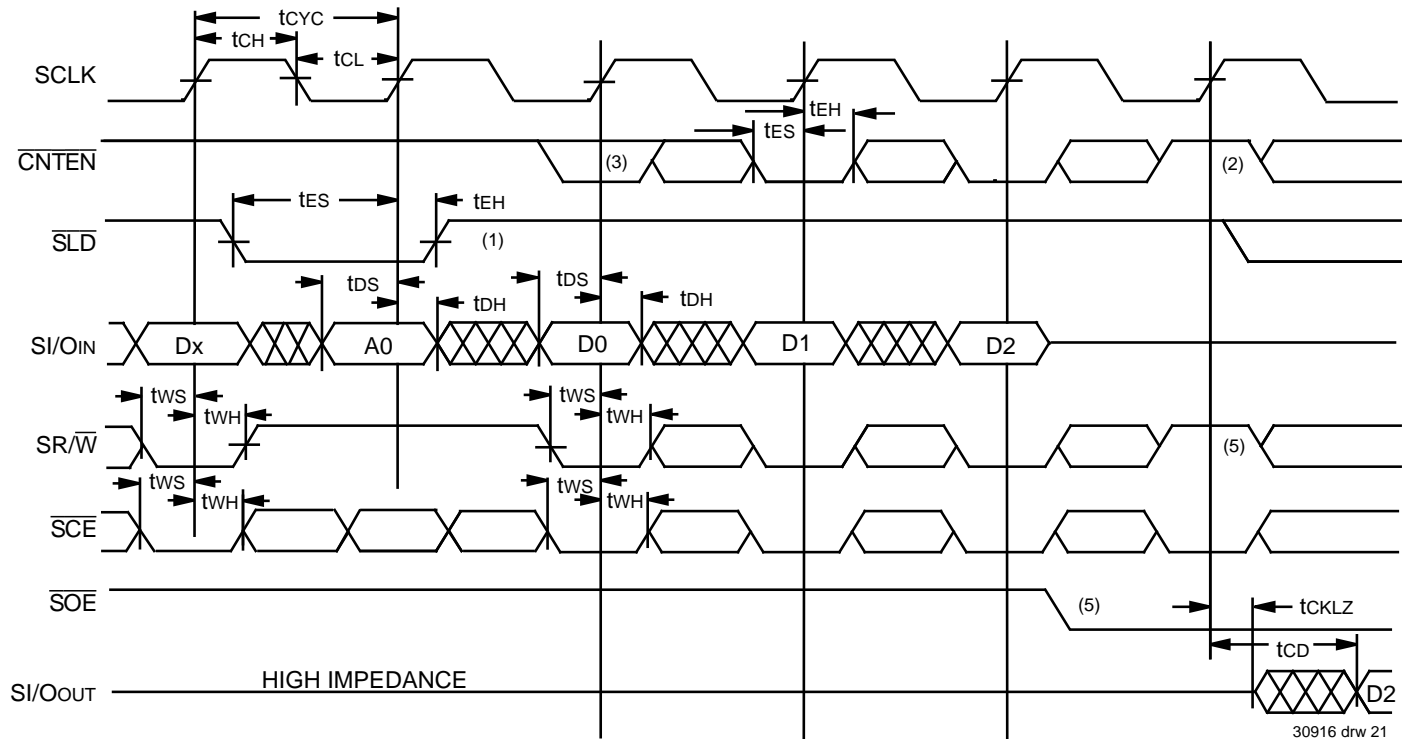 tCYC
tCH
tCL
SCLK
tEH
tES
CNTEN
(3)
(2)
tES
tEH
SLD
(1)
tDS
tDH
tDS
tDH
SI/OIN
Dx
A0
D0
D1
D2
tWS
tWH
tWS
tWH
SR/W
(5)
tWS
tWH
tWS
tWH
SCE
SOE
(5)
tCKLZ
tCD
SI/OOUT
HIGH IMPEDANCE
D2
30916 drw 21